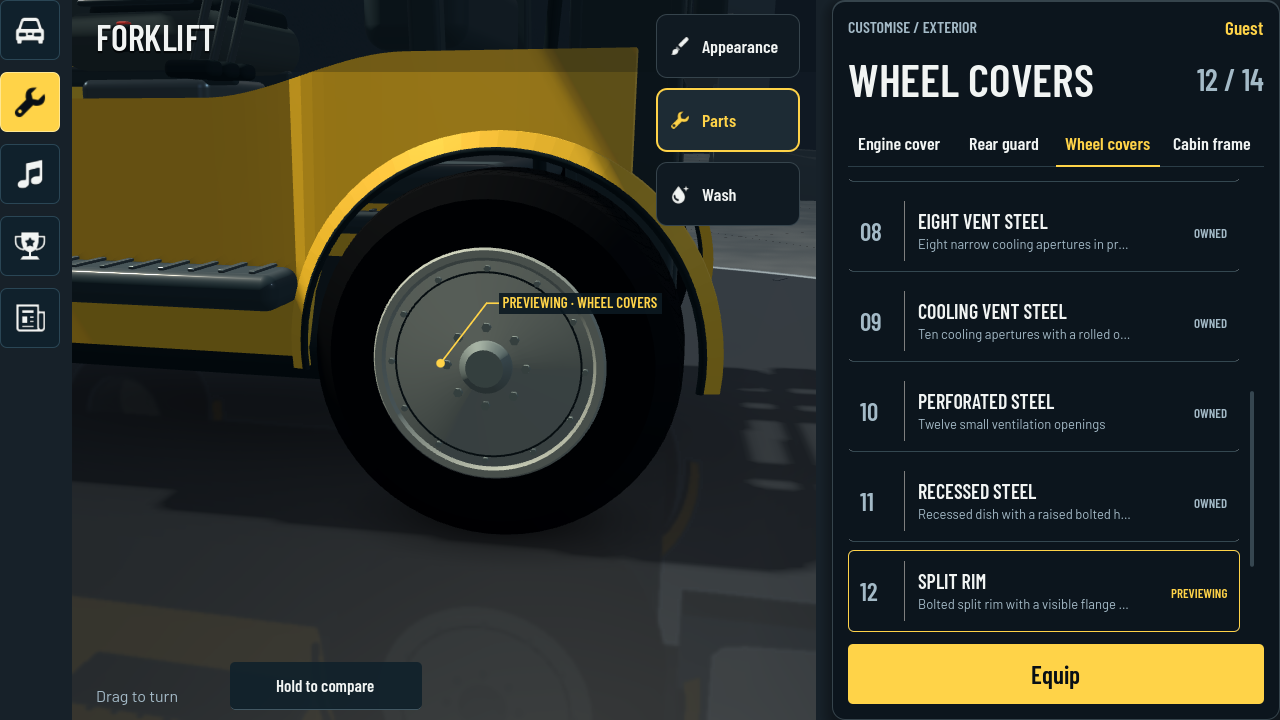 FORKLIFT
Appearance
Parts
Wash
PREVIEWING · WHEEL COVERS
Drag to turn
Hold to compare
CUSTOMISE / EXTERIOR
Guest
WHEEL COVERS
12 / 14
Engine cover
Rear guard
Wheel covers
Cabin frame
08
EIGHT VENT STEEL
Eight narrow cooling apertures in pr...
OWNED
09
COOLING VENT STEEL
Ten cooling apertures with a rolled o...
OWNED
10
PERFORATED STEEL
Twelve small ventilation openings
OWNED
11
RECESSED STEEL
Recessed dish with a raised bolted h...
OWNED
12
SPLIT RIM
Bolted split rim with a visible flange ...
PREVIEWING
Equip